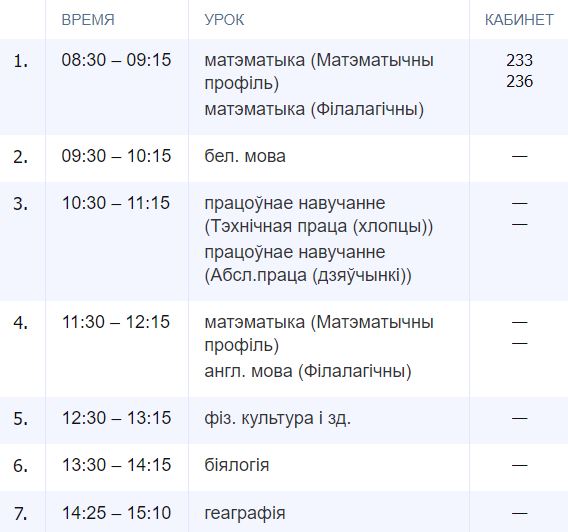 ВРЕМЯ УРОК КАБИНЕТ
1. 08:30 – 09:15 матэматыка (Матэматычны 233
профіль) 236
матэматыка (Філалагічны)
2. 09:30 – 10:15 бел. мова —
3. 10:30 – 11:15 працоўнае навучанне —
(Тэхнічная праца (хлопцы)) —
працоўнае навучанне
(Абсл.праца (дзяўчынкі))
4. 11:30 – 12:15 матэматыка (Матэматычны —
профіль) —
англ. мова (Філалагічны)
5. 12:30 – 13:15 фіз. культура і зд. —
6. 13:30 – 14:15 біялогія —
7. 14:25 – 15:10 геаграфія —